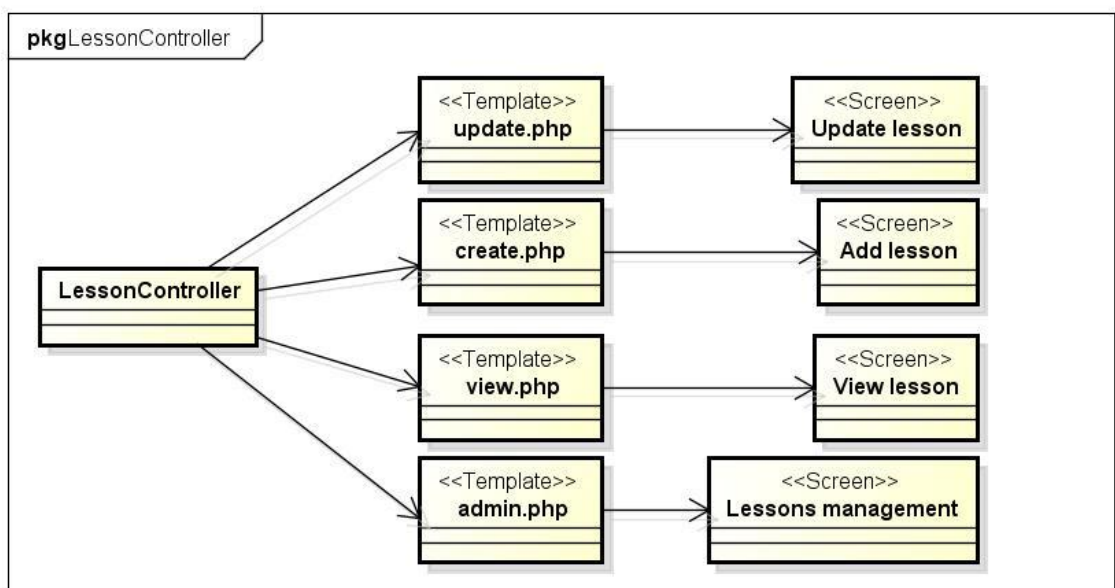 pkgLessonController
<<Template>>
update.php
<<Screen>>
Update lesson
<<Template>>
create.php
<<Screen>>
Add lesson
LessonController
<<Template>>
view.php
<<Screen>>
View lesson
<<Template>>
admin.php
<<Screen>>
Lessons management